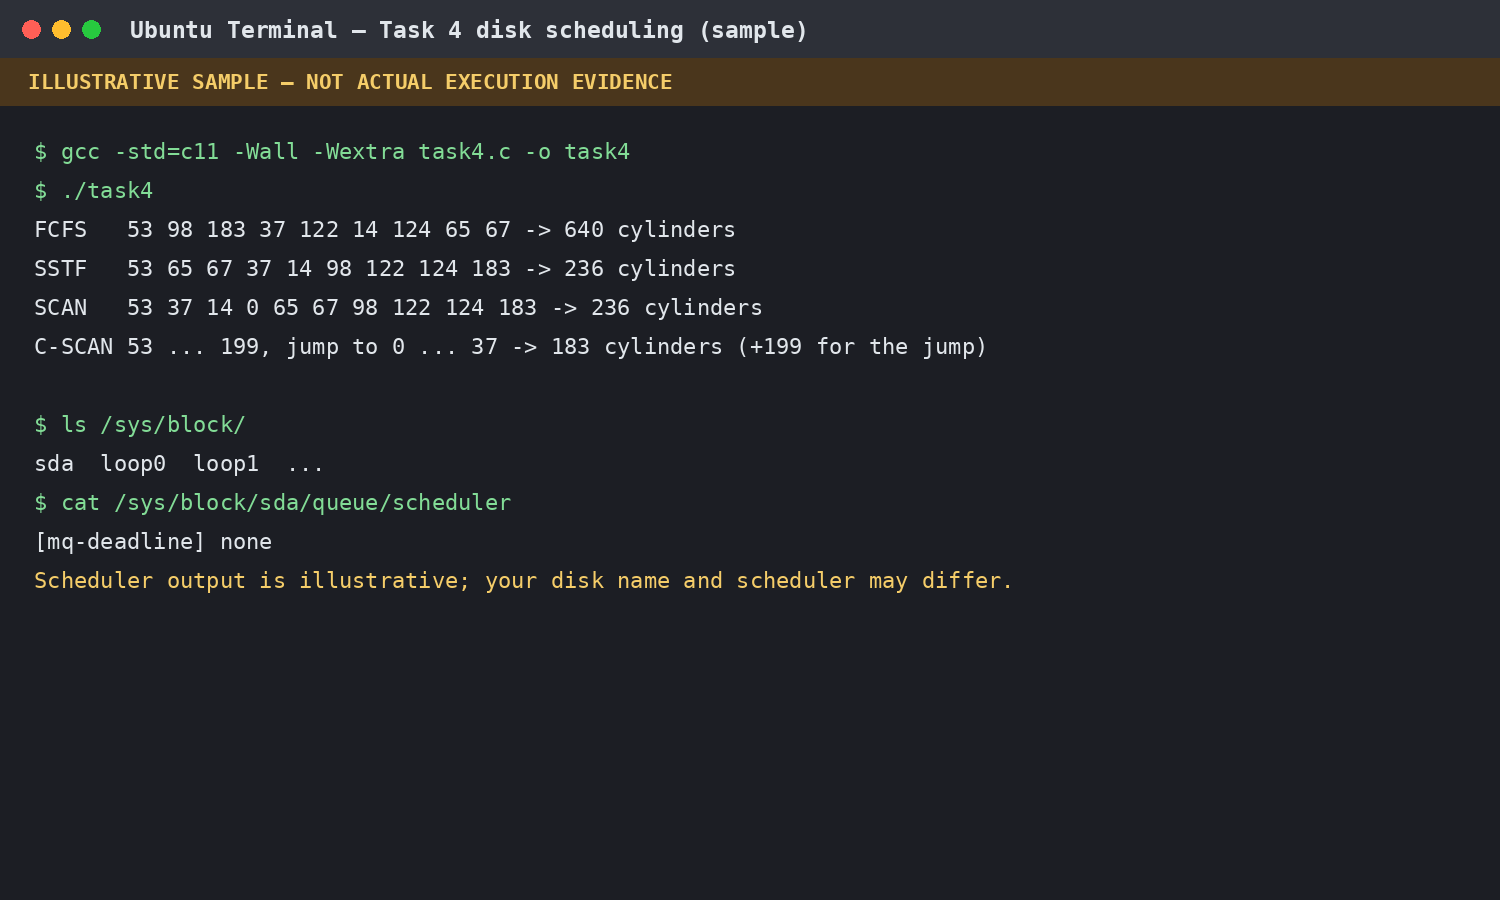 Ubuntu Terminal — Task 4 disk scheduling (sample)
ILLUSTRATIVE SAMPLE — NOT ACTUAL EXECUTION EVIDENCE
$ gcc -std=c11 -Wall -Wextra task4.c -o task4
$ ./task4
FCFS   53 98 183 37 122 14 124 65 67 -> 640 cylinders
SSTF   53 65 67 37 14 98 122 124 183 -> 236 cylinders
SCAN   53 37 14 0 65 67 98 122 124 183 -> 236 cylinders
C-SCAN 53 ... 199, jump to 0 ... 37 -> 183 cylinders (+199 for the jump)
$ ls /sys/block/
sda  loop0  loop1  ...
$ cat /sys/block/sda/queue/scheduler
[mq-deadline] none
Scheduler output is illustrative; your disk name and scheduler may differ.